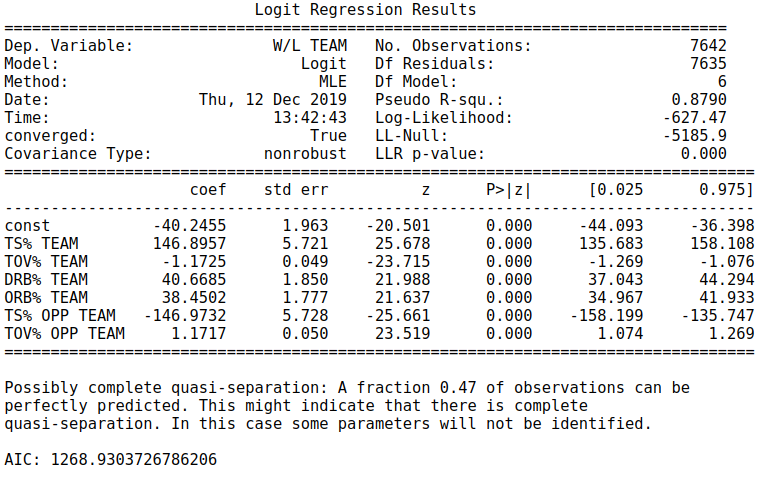 Logit Regression Results
==============================================================================
Dep. Variable: W/L TEAM No. Observations: 7642
Model: Logit Df Residuals: 7635
Method: MLE Df Model: 6
Date: Thu, 12 Dec 2019 Pseudo R-squ.: 0.8790
Time: 13:42:43 Log-Likelihood: -627.47
converged: True LL-Null: -5185.9
Covariance Type: nonrobust LLR p-value: 0.000
=================================================================================
coef std err z P>|z| [0.025 0.975]
---------------------------------------------------------------------------------
const -40.2455 1.963 -20.501 0.000 -44.093 -36.398
TS% TEAM 146.8957 5.721 25.678 0.000 135.683 158.108
TOV% TEAM -1.1725 0.049 -23.715 0.000 -1.269 -1.076
DRB% TEAM 40.6685 1.850 21.988 0.000 37.043 44.294
ORB% TEAM 38.4502 1.777 21.637 0.000 34.967 41.933
TS% OPP TEAM -146.9732 5.728 -25.661 0.000 -158.199 -135.747
TOV% OPP TEAM 1.1717 0.050 23.519 0.000 1.074 1.269
=================================================================================
Possibly complete quasi-separation: A fraction 0.47 of observations can be
perfectly predicted. This might indicate that there is complete
quasi-separation. In this case some parameters will not be identified.
AIC: 1268.9303726786206